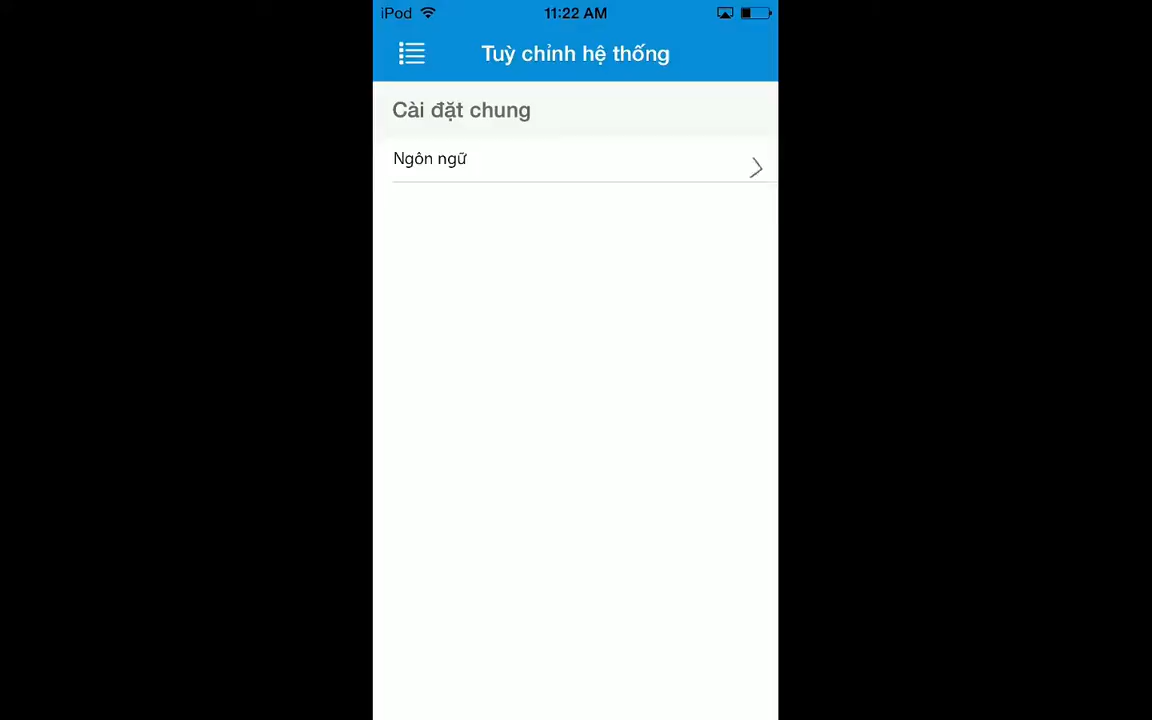 iPod 11:22 AM
Tuỳ chỉnh hệ thống
Cài đặt chung
Ngôn ngữ